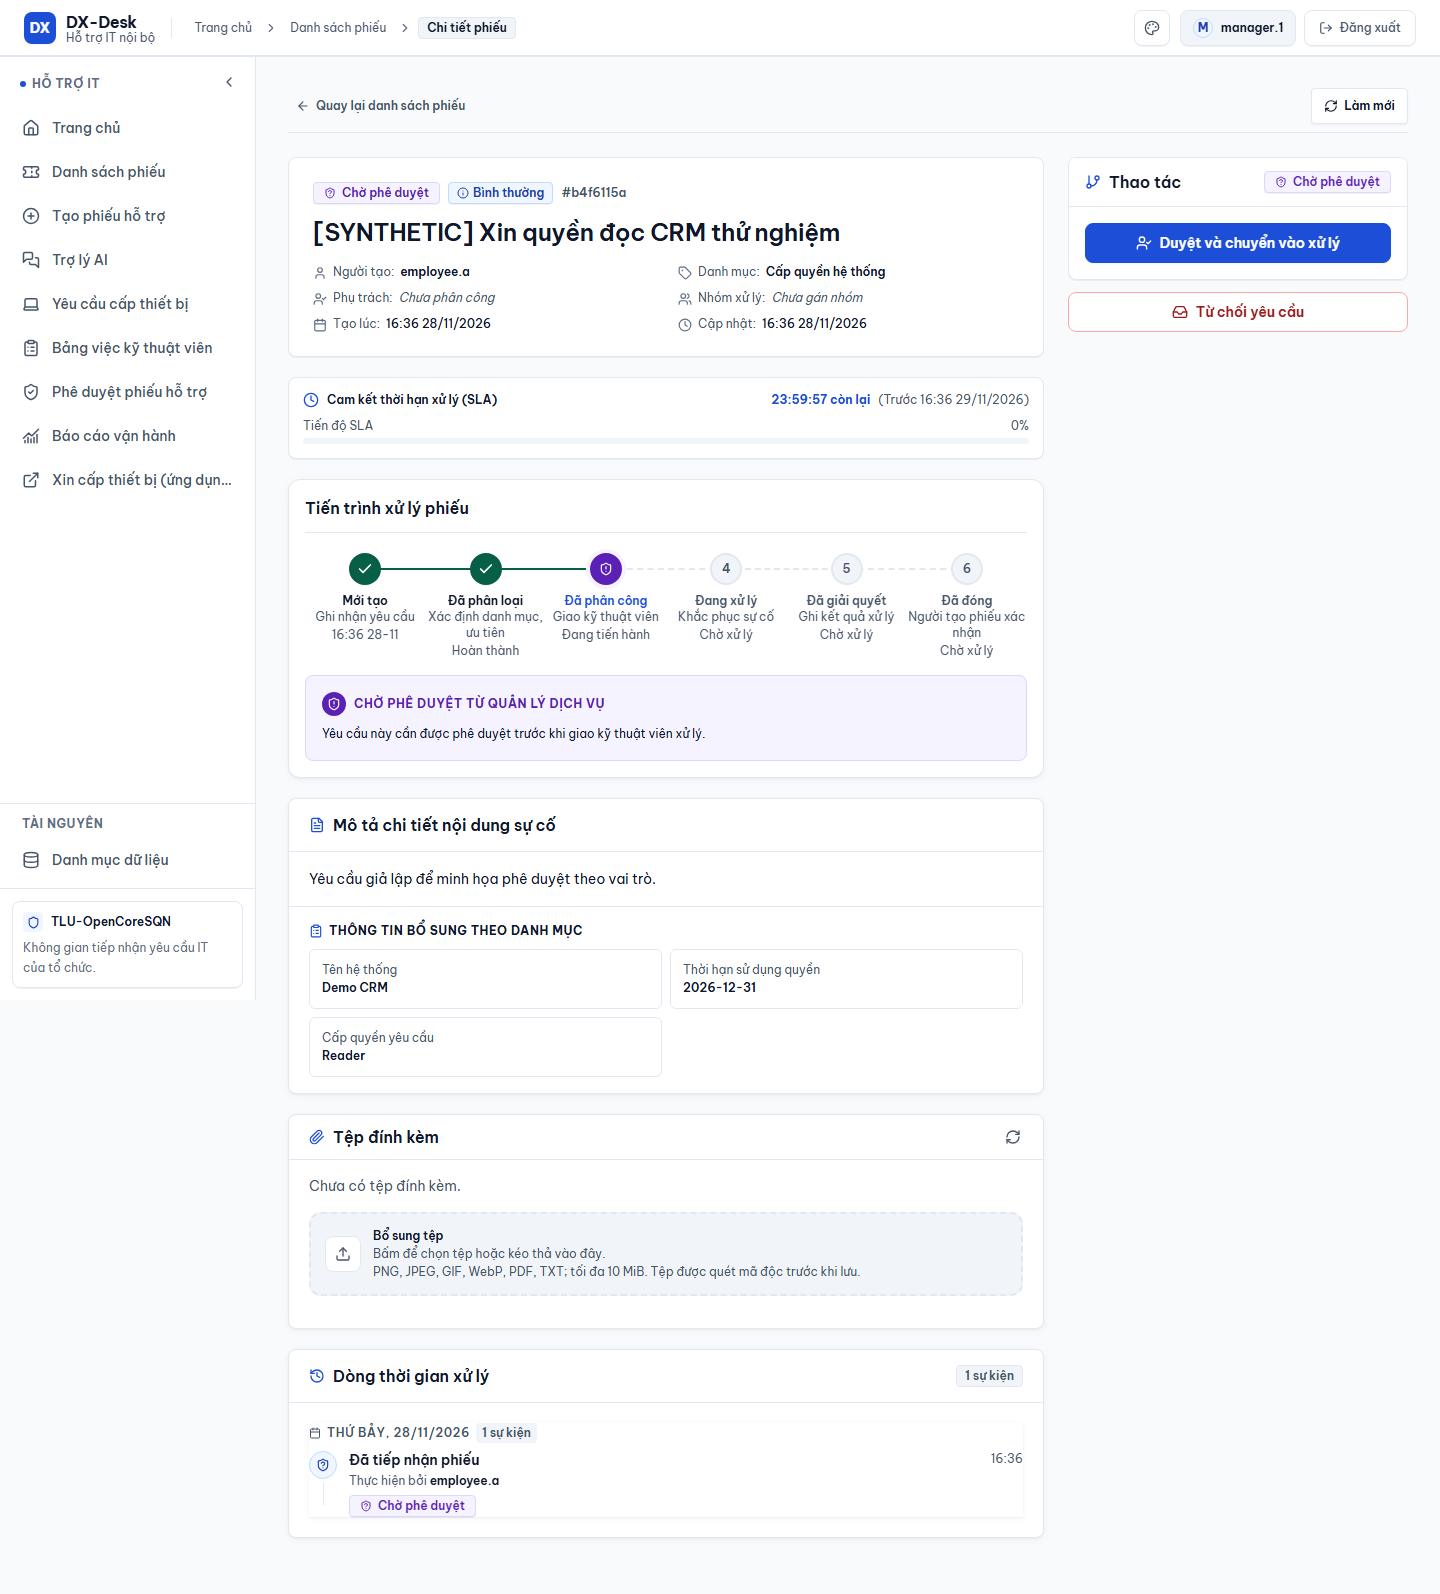 DX
DX-Desk
Hỗ trợ IT nội bộ
Trang chủ
Danh sách phiếu
Chi tiết phiếu
M
manager.1
Đăng xuất
HỖ TRỢ IT
Trang chủ
Danh sách phiếu
Tạo phiếu hỗ trợ
Trợ lý AI
Yêu cầu cấp thiết bị
Bảng việc kỹ thuật viên
Phê duyệt phiếu hỗ trợ
Báo cáo vận hành
Xin cấp thiết bị (ứng dụn...
TÀI NGUYÊN
Danh mục dữ liệu
TLU-OpenCoreSQN
Không gian tiếp nhận yêu cầu IT
của tổ chức.
Quay lại danh sách phiếu
Làm mới
Chờ phê duyệt
Bình thường
#b4f6115a
[SYNTHETIC] Xin quyền đọc CRM thử nghiệm
Người tạo: employee.a
Danh mục: Cấp quyền hệ thống
Phụ trách: Chưa phân công
Nhóm xử lý: Chưa gán nhóm
Tạo lúc: 16:36 28/11/2026
Cập nhật: 16:36 28/11/2026
Thao tác
Chờ phê duyệt
Duyệt và chuyển vào xử lý
Từ chối yêu cầu
Cam kết thời hạn xử lý (SLA)
23:59:57 còn lại (Trước 16:36 29/11/2026)
Tiến độ SLA
0%
Tiến trình xử lý phiếu
Mới tạo
Ghi nhận yêu cầu
16:36 28-11
Đã phân loại
Xác định danh mục,
ưu tiên
Hoàn thành
Đã phân công
Giao kỹ thuật viên
Đang tiến hành
4
Đang xử lý
Khắc phục sự cố
Chờ xử lý
5
Đã giải quyết
Ghi kết quả xử lý
Chờ xử lý
6
Đã đóng
Người tạo phiếu xác
nhận
Chờ xử lý
CHỜ PHÊ DUYỆT TỪ QUẢN LÝ DỊCH VỤ
Yêu cầu này cần được phê duyệt trước khi giao kỹ thuật viên xử lý.
Mô tả chi tiết nội dung sự cố
Yêu cầu giả lập để minh họa phê duyệt theo vai trò.
THÔNG TIN BỔ SUNG THEO DANH MỤC
Tên hệ thống
Demo CRM
Thời hạn sử dụng quyền
2026-12-31
Cấp quyền yêu cầu
Reader
Tệp đính kèm
Chưa có tệp đính kèm.
Bổ sung tệp
Bấm để chọn tệp hoặc kéo thả vào đây.
PNG, JPEG, GIF, WebP, PDF, TXT; tối đa 10 MiB. Tệp được quét mã độc trước khi lưu.
Dòng thời gian xử lý
1 sự kiện
THỨ BẢY, 28/11/2026
1 sự kiện
Đã tiếp nhận phiếu
16:36
Thực hiện bởi employee.a
Chờ phê duyệt